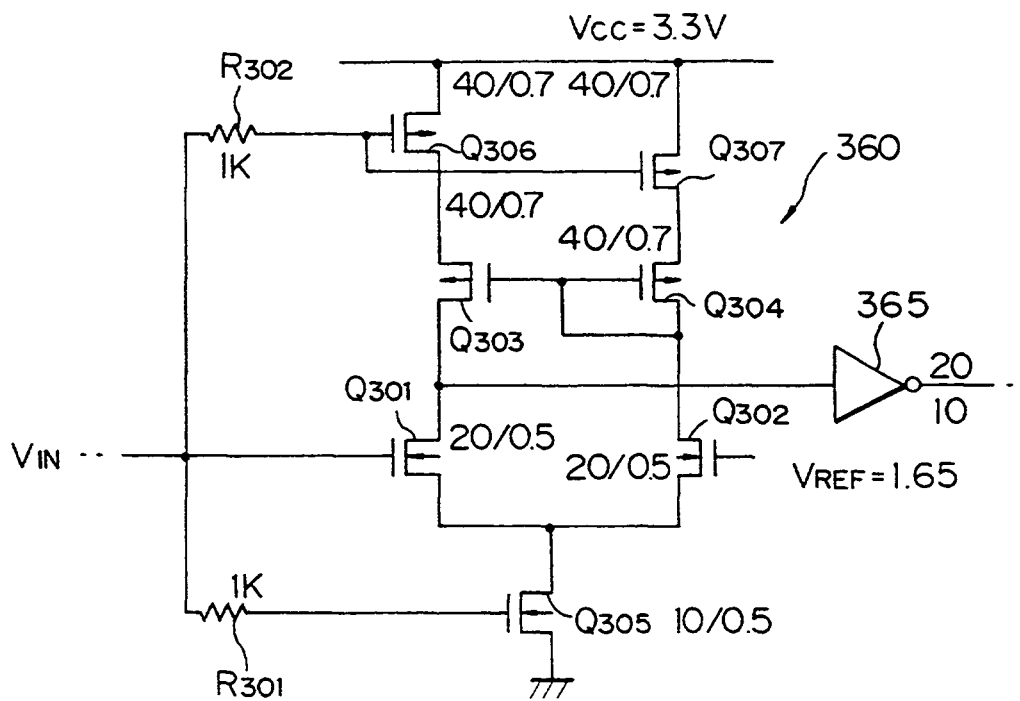 VCC=3.3V
R302
40/0.7 40/0.7
1K
Q306
Q307
360
40/0.7
40/0.7
Q303
Q304
365
Q301
20
10
Q302
20/0.5
20/0.5
VIN
VREF=1.65
1K
Q305 10/0.5
R301